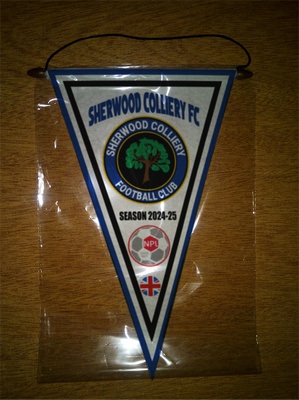 SHERWOOD COLLIERY FC
SHERWOOD COLLIERY
FOOTBALL CLUB
SEASON 2024-25
NPL